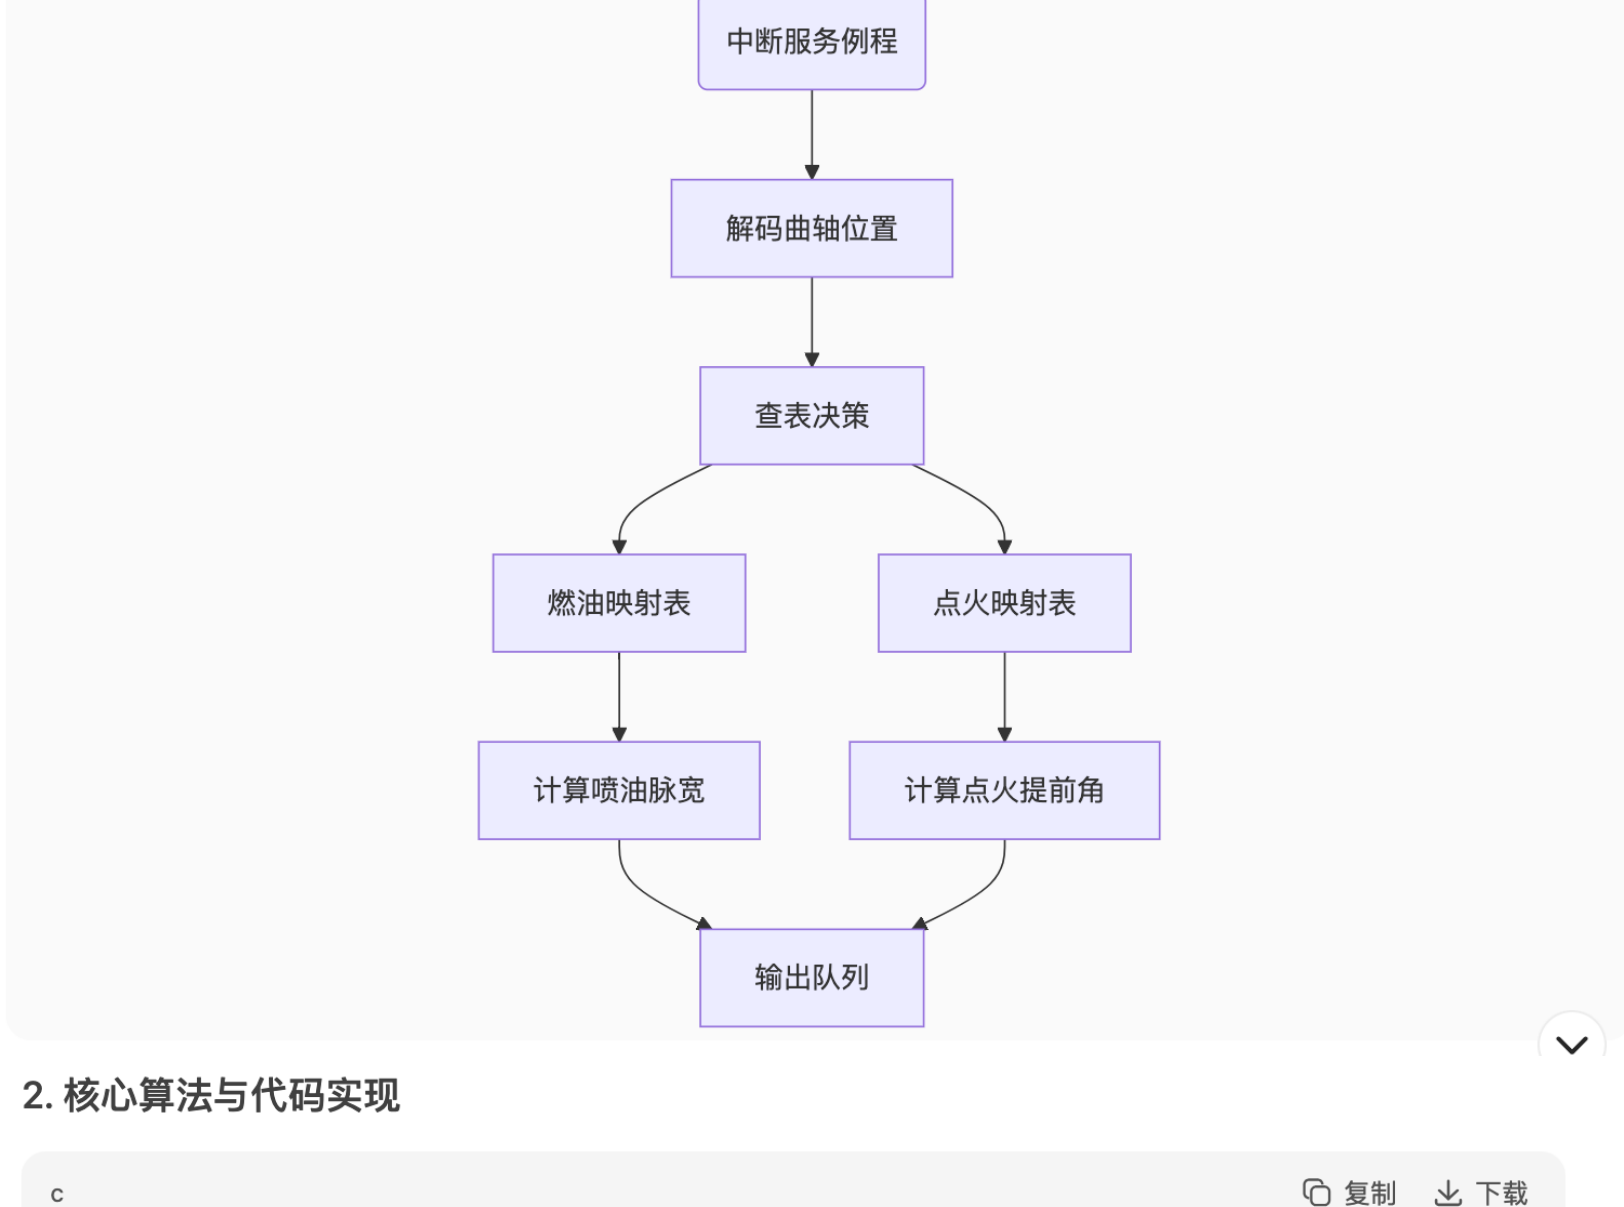 中断服务例程
解码曲轴位置
查表决策
燃油映射表
点火映射表
计算喷油脉宽
计算点火提前角
输出队列
2. 核心算法与代码实现
c
复制
下载